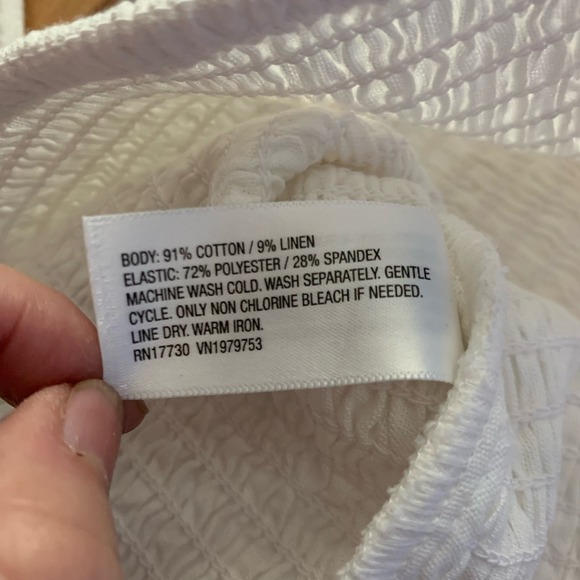 BODY: 91% COTTON / 9% LINEN
ELASTIC: 72% POLYESTER / 28% SPANDEX
MACHINE WASH COLD. WASH SEPARATELY. GENTLE
CYCLE. ONLY NON CHLORINE BLEACH IF NEEDED.
LINE DRY. WARM IRON.
RN17730 VN1979753